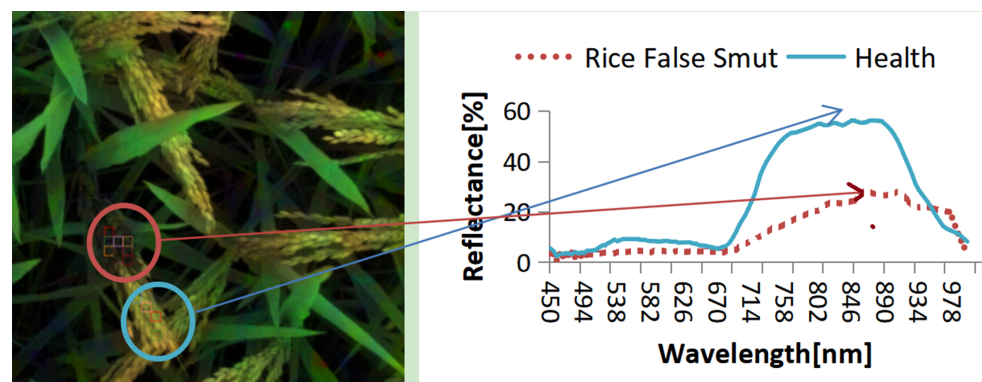 Rice False Smut Health
Reflectance[%]
60
40
20
0
450 494 538 582 626 670 714 758 802 846 890 934 978
Wavelength[nm]